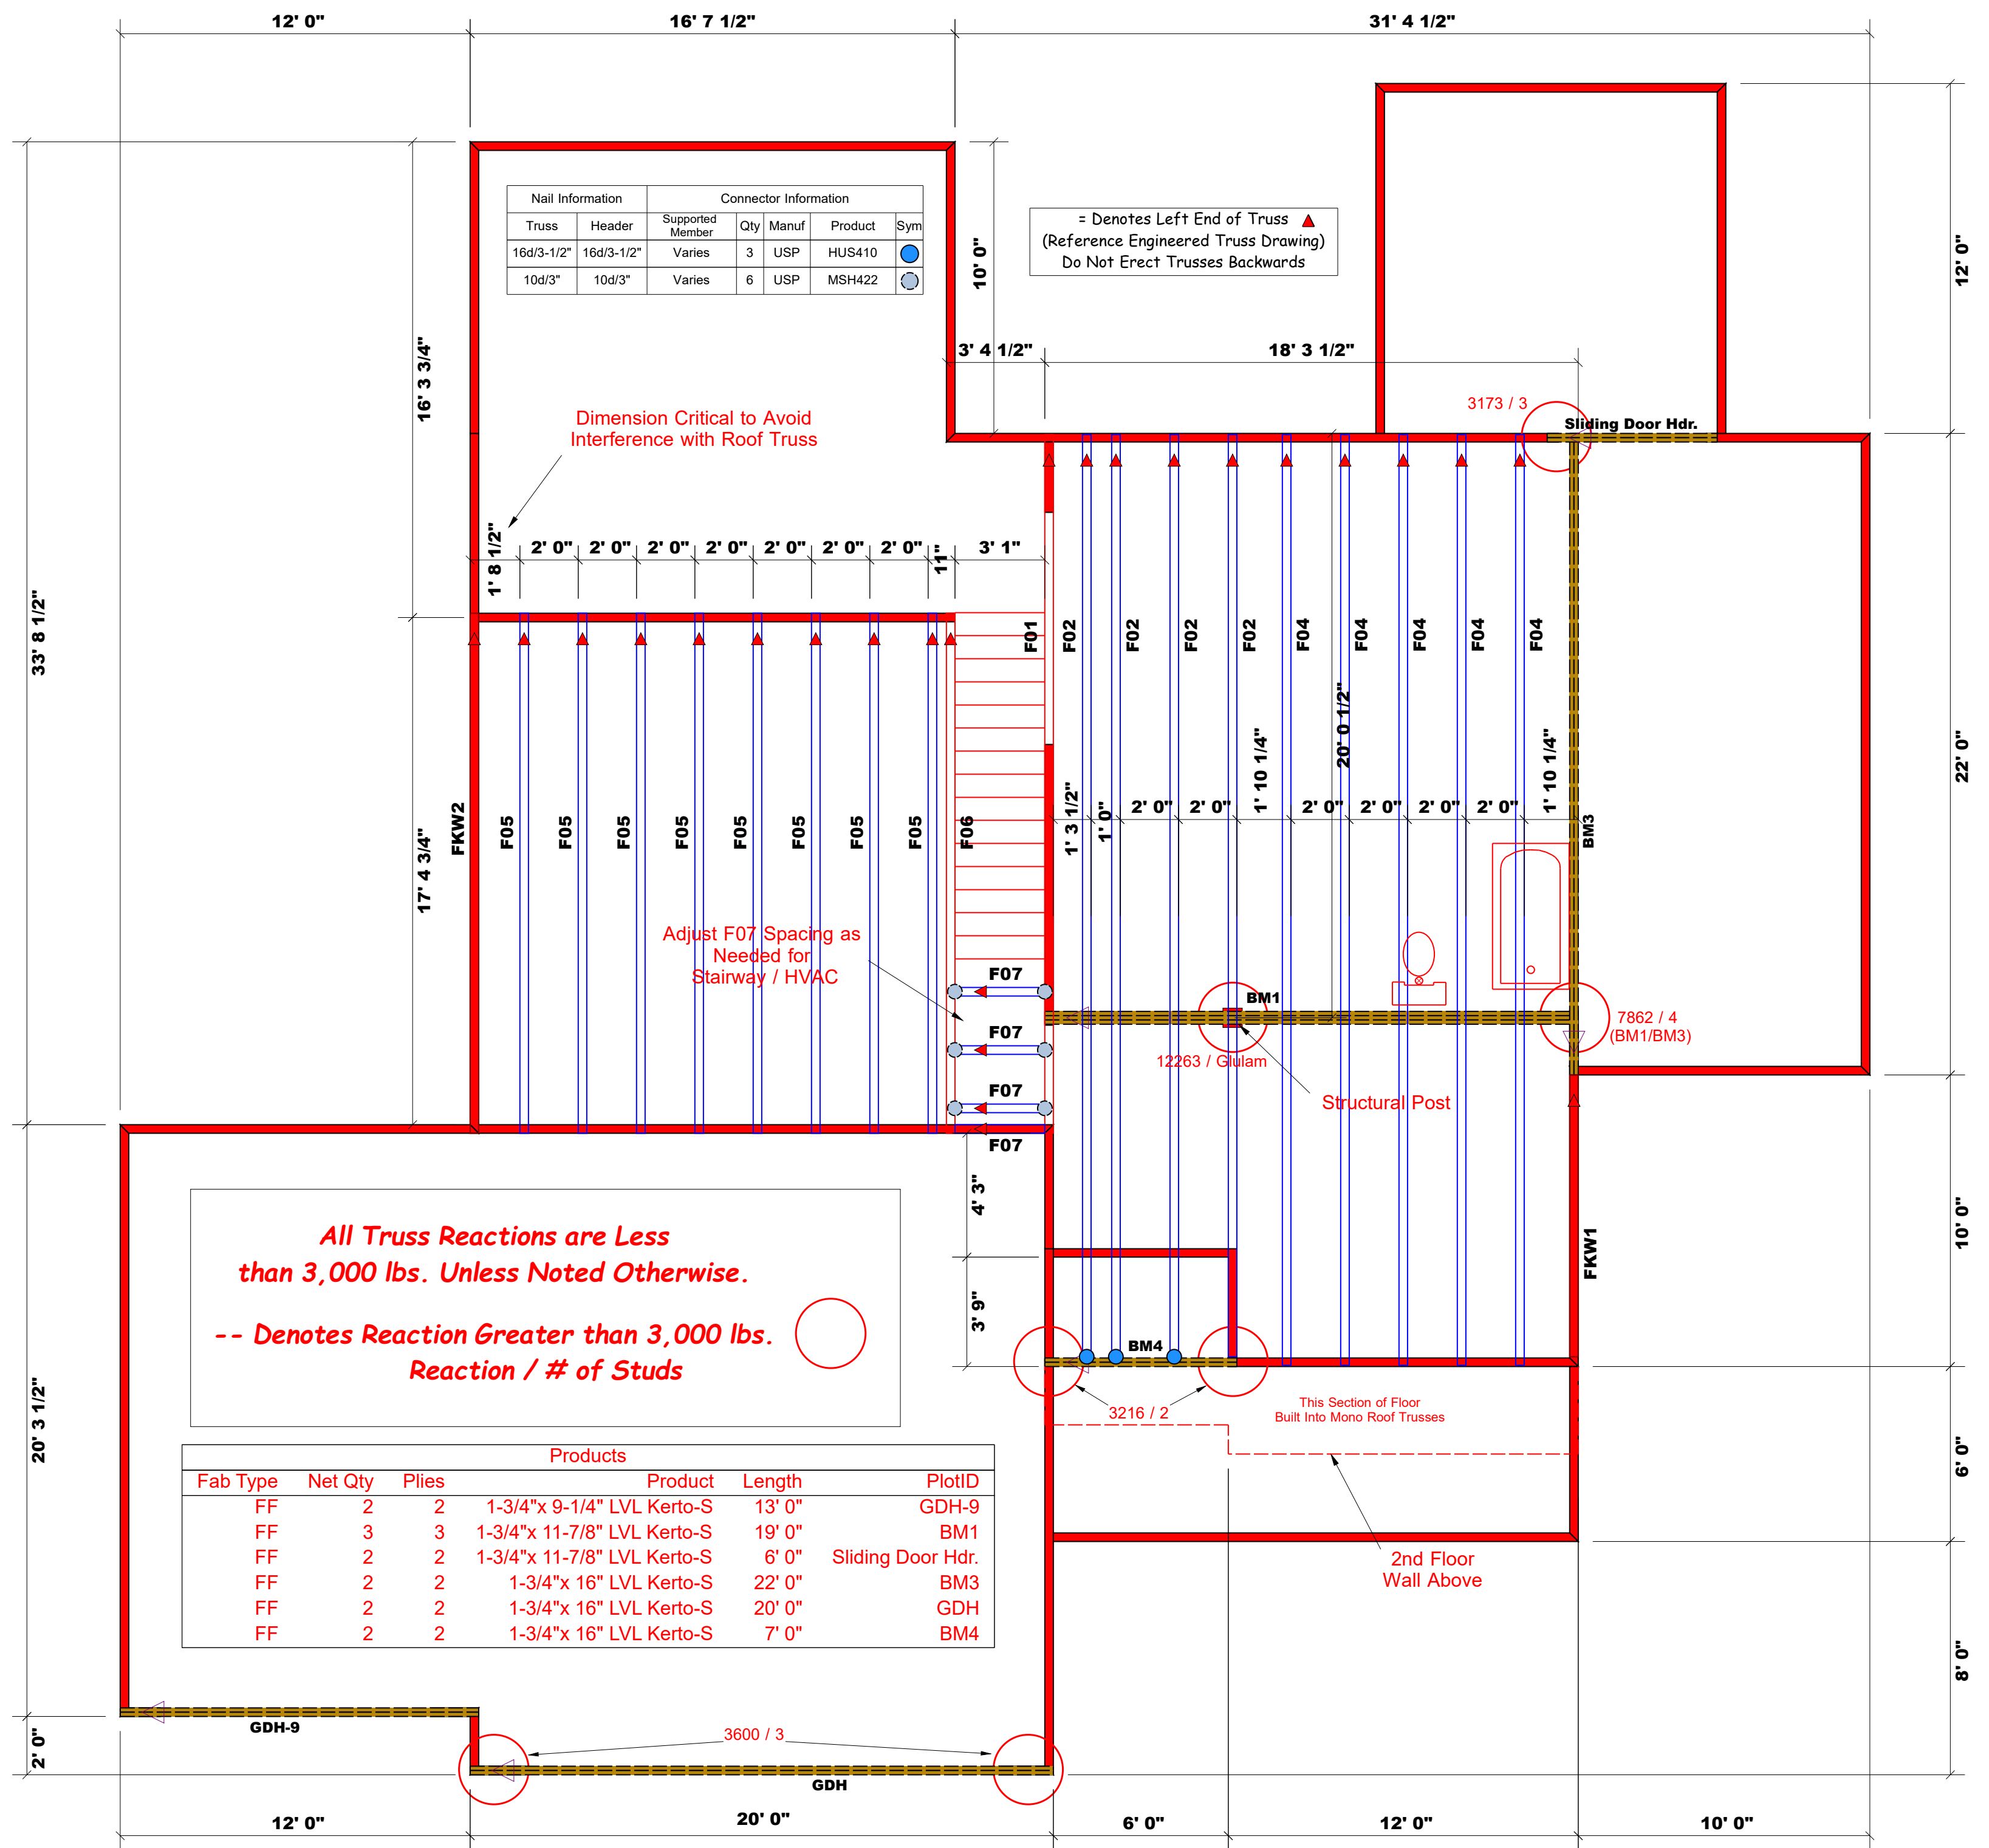 12' 0"
16' 7 1/2"
31' 4 1/2"
Nail Information Connector Information
Truss Header Supported Member Qty Manuf Product Sym
16d/3-1/2" 16d/3-1/2" Varies 3 USP HUS410
10d/3" 10d/3" Varies 6 USP MSH422
= Denotes Left End of Truss
(Reference Engineered Truss Drawing)
Do Not Erect Trusses Backwards
10' 0"
12' 0"
16' 3 3/4"
3' 4 1/2"
18' 3 1/2"
3173 / 3
Sliding Door Hdr.
Dimension Critical to Avoid
Interference with Roof Truss
1' 8 1/2"
2' 0"
2' 0"
2' 0"
2' 0"
2' 0"
2' 0"
2' 0"
11"
3' 1"
33' 8 1/2"
F01
F02
F02
F02
F02
F04
F04
F04
F04
F04
20' 0 1/2"
22' 0"
1' 3 1/2"
1' 0"
2' 0"
2' 0"
1' 10 1/4"
2' 0"
2' 0"
2' 0"
2' 0"
1' 10 1/4"
BM3
17' 4 3/4"
FKW2
F05
F05
F05
F05
F05
F05
F05
F05
F06
Adjust F07 Spacing as
Needed for
Stairway / HVAC
F07
F07
F07
F07
BM1
12263 / Glulam
7862 / 4
(BM1/BM3)
Structural Post
4' 3"
3' 9"
FKW1
10' 0"
All Truss Reactions are Less
than 3,000 lbs. Unless Noted Otherwise.
-- Denotes Reaction Greater than 3,000 lbs.
Reaction / # of Studs
BM4
3216 / 2
This Section of Floor
Built Into Mono Roof Trusses
6' 0"
20' 3 1/2"
Products
Fab Type Net Qty Plies Product Length PlotID
FF 2 2 1-3/4"x 9-1/4" LVL Kerto-S 13' 0" GDH-9
FF 3 3 1-3/4"x 11-7/8" LVL Kerto-S 19' 0" BM1
FF 2 2 1-3/4"x 11-7/8" LVL Kerto-S 6' 0" Sliding Door Hdr.
FF 2 2 1-3/4"x 16" LVL Kerto-S 22' 0" BM3
FF 2 2 1-3/4"x 16" LVL Kerto-S 20' 0" GDH
FF 2 2 1-3/4"x 16" LVL Kerto-S 7' 0" BM4
2nd Floor
Wall Above
8' 0"
GDH-9
2' 0"
3600 / 3
GDH
12' 0"
20' 0"
6' 0"
12' 0"
10' 0"